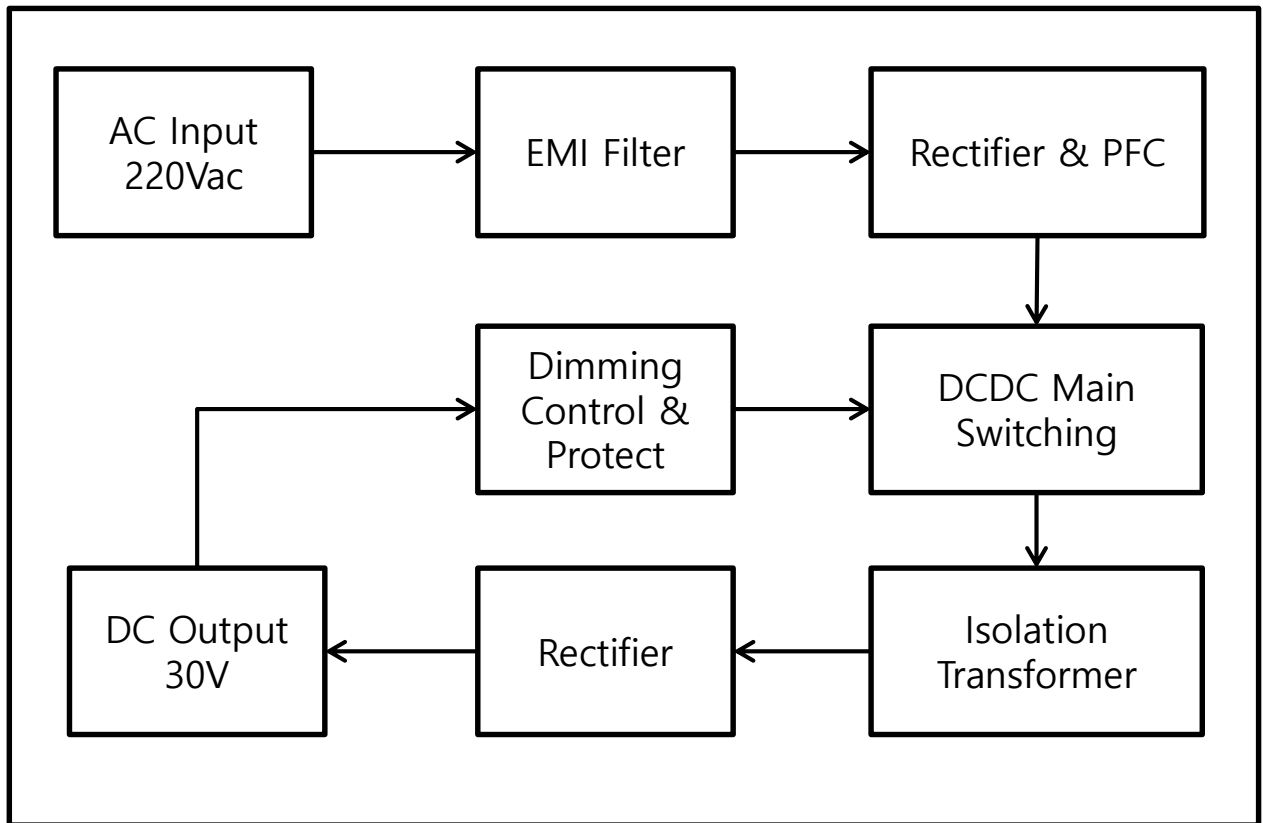 AC Input
220Vac
EMI Filter
Rectifier & PFC
Dimming
Control &
Protect
DCDC Main
Switching
DC Output
30V
Rectifier
Isolation
Transformer